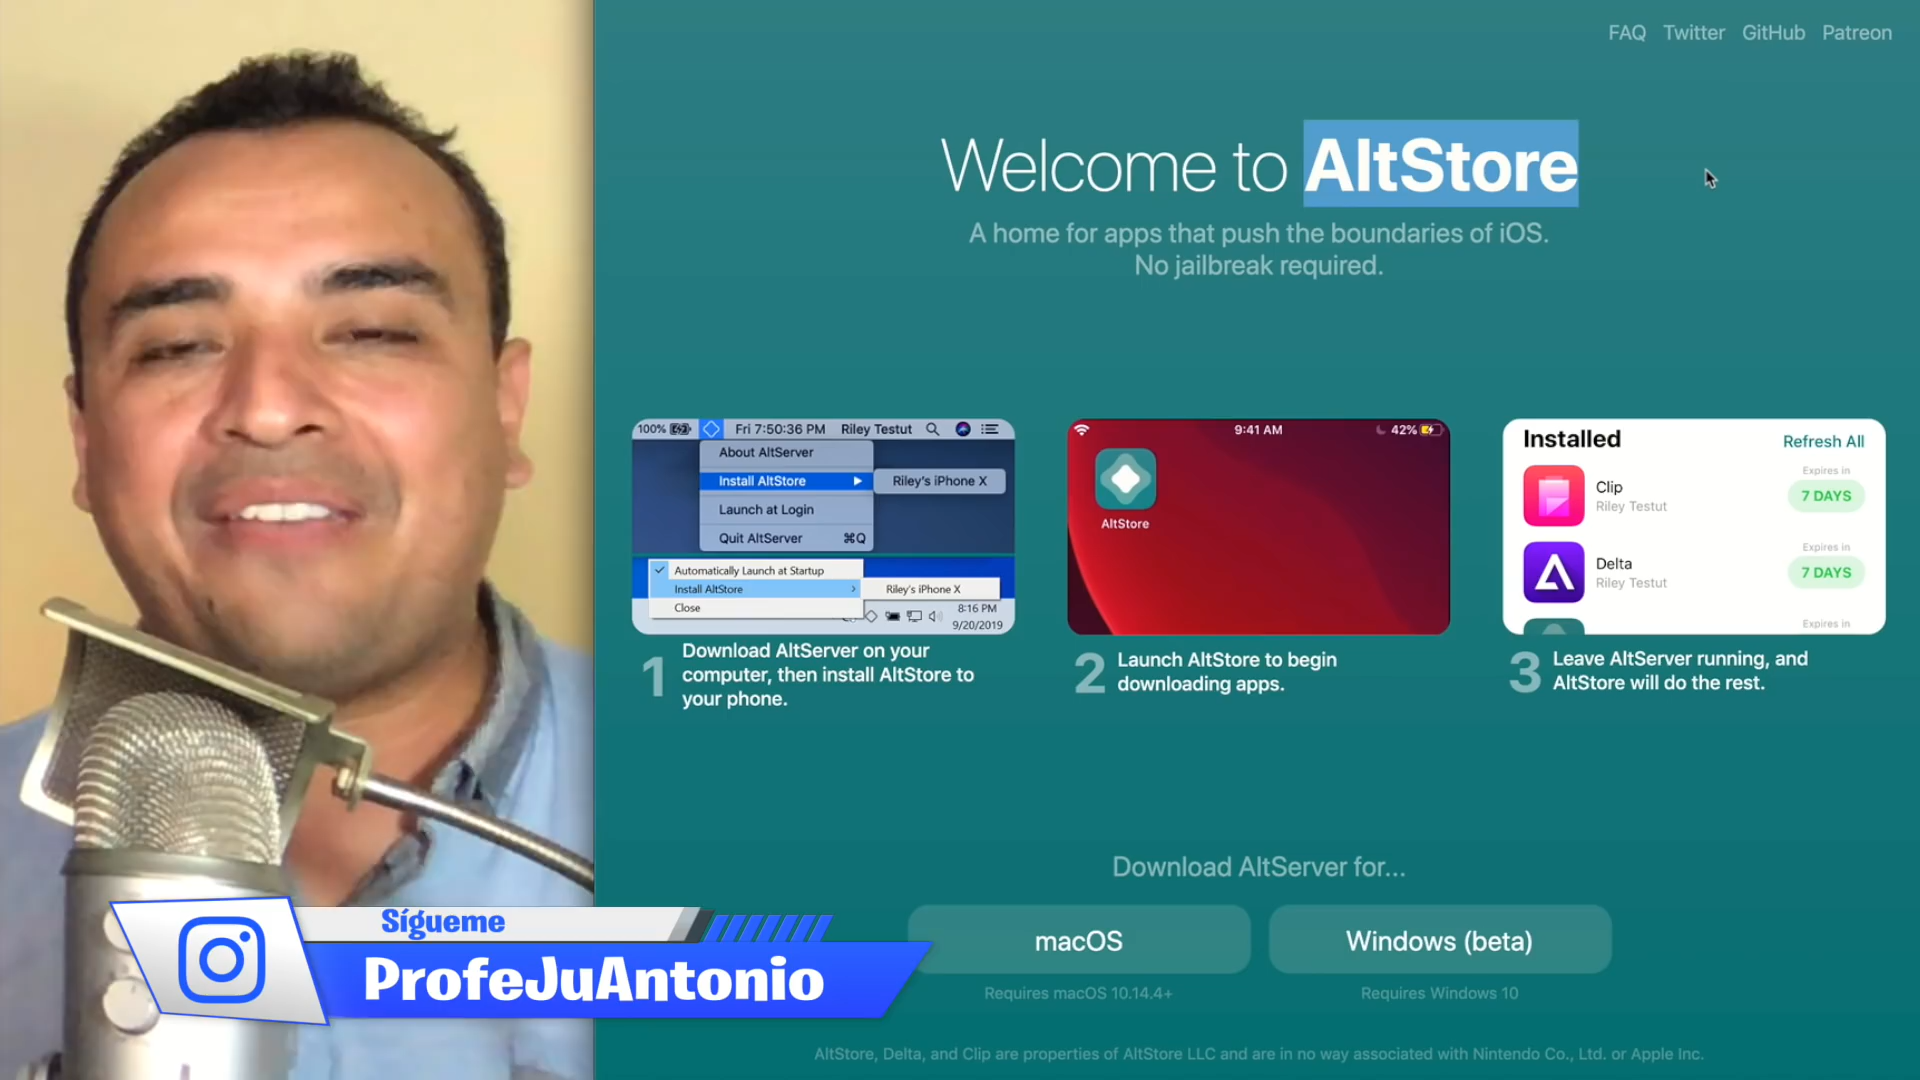 FAQ Twitter GitHub Patreon
Welcome to AltStore
A home for apps that push the boundaries of iOS.
No jailbreak required.
100% Fri 7:50:36 PM Riley Testut
About AltServer
Install AltStore Riley's iPhone X
Launch at Login
Quit AltServer ⌘Q
Automatically Launch at Startup
Install AltStore Riley's iPhone X
Close
8:16 PM
9/20/2019
9:41 AM 42%
AltStore
Installed Refresh All
Expires in
Clip
Riley Testut
7 DAYS
Expires in
Delta
Riley Testut
7 DAYS
Expires in
1 Download AltServer on your
computer, then install AltStore to
your phone.
2 Launch AltStore to begin
downloading apps.
3 Leave AltServer running, and
AltStore will do the rest.
Download AltServer for...
macOS
Requires macOS 10.14.4+
Windows (beta)
Requires Windows 10
Sígueme
ProfeJuAntonio
AltStore, Delta, and Clip are properties of AltStore LLC and are in no way associated with Nintendo Co., Ltd. or Apple Inc.